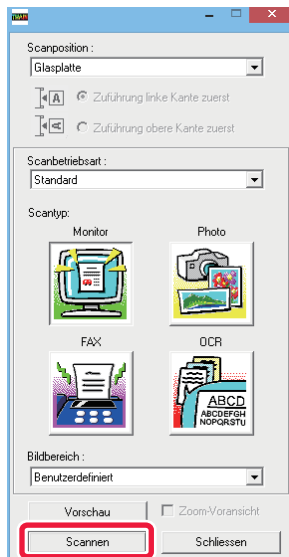 TWAIN
Scanposition :
Glasplatte
A Zuführung linke Kante zuerst
A Zuführung obere Kante zuerst
Scanbetriebsart :
Standard
Scantyp:
Monitor Photo
FAX OCR
ABCD
ABCDEFGH
NOPQRSTU
Bildbereich :
Benutzerdefiniert
Vorschau Zoom-Voransicht
Scannen Schliessen